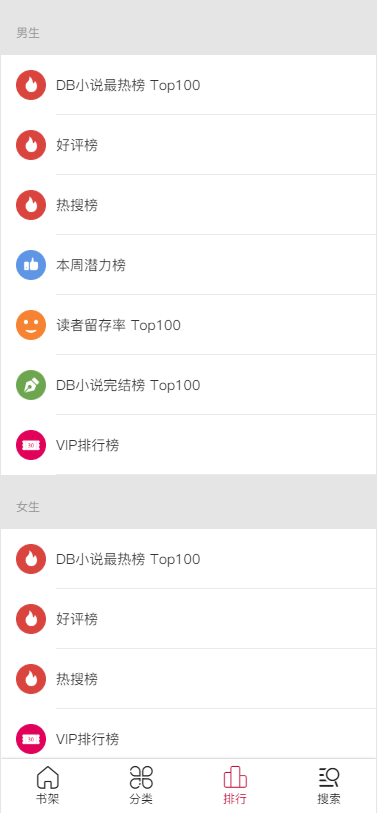 男生
DB小说最热榜 Top100
好评榜
热搜榜
本周潜力榜
读者留存率 Top100
DB小说完结榜 Top100
30
VIP排行榜
女生
DB小说最热榜 Top100
好评榜
热搜榜
30
VIP排行榜
书架 分类 排行 搜索